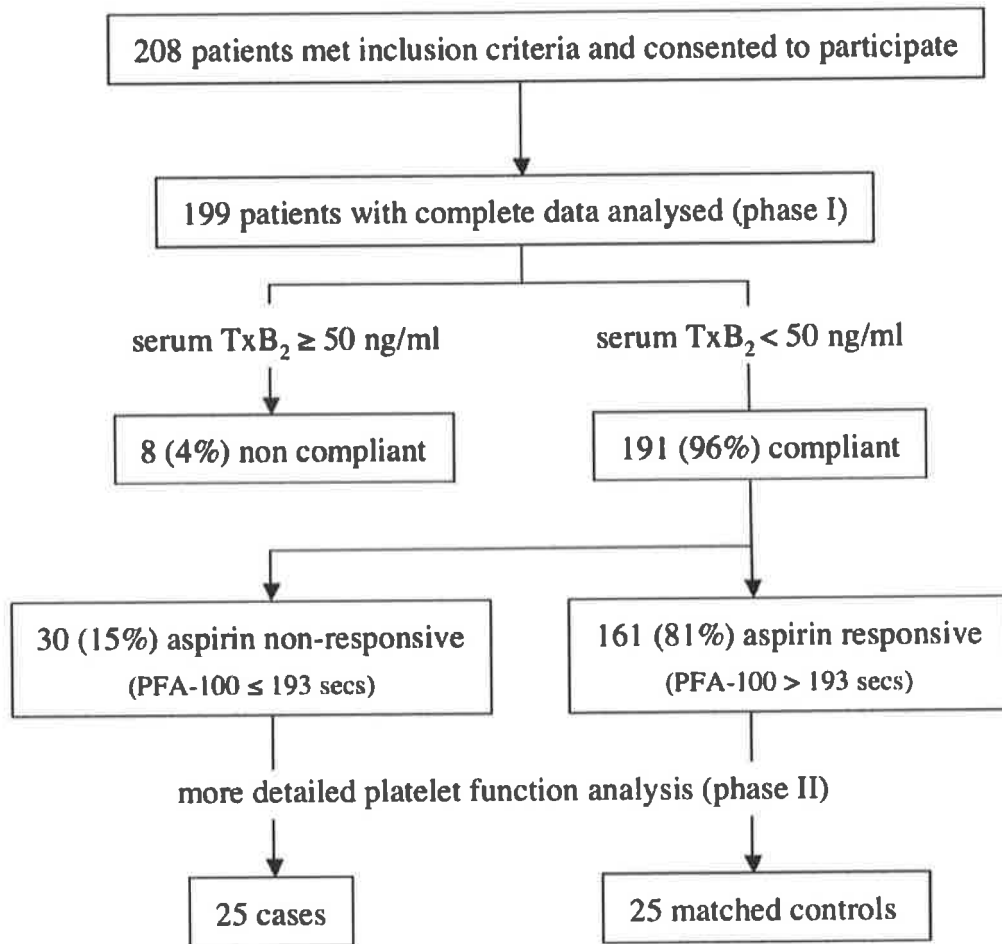 208 patients met inclusion criteria and consented to participate
199 patients with complete data analysed (phase I)
serum TxB₂ ≥ 50 ng/ml
serum TxB₂ < 50 ng/ml
8 (4%) non compliant
191 (96%) compliant
30 (15%) aspirin non-responsive
(PFA-100 ≤ 193 secs)
161 (81%) aspirin responsive
(PFA-100 > 193 secs)
more detailed platelet function analysis (phase II)
25 cases
25 matched controls